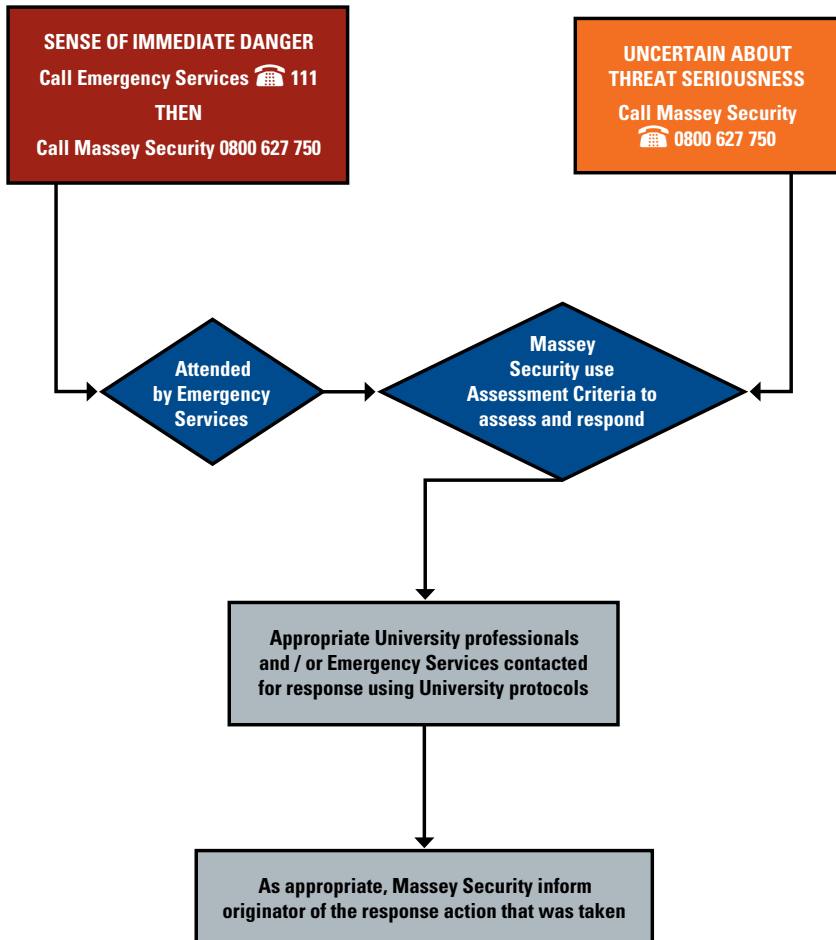 SENSE OF IMMEDIATE DANGER
Call Emergency Services ☎ 111
THEN
Call Massey Security 0800 627 750
UNCERTAIN ABOUT
THREAT SERIOUSNESS
Call Massey Security
☎ 0800 627 750
Attended
by Emergency
Services
Massey
Security use
Assessment Criteria to
assess and respond
Appropriate University professionals
and / or Emergency Services contacted
for response using University protocols
As appropriate, Massey Security inform
originator of the response action that was taken